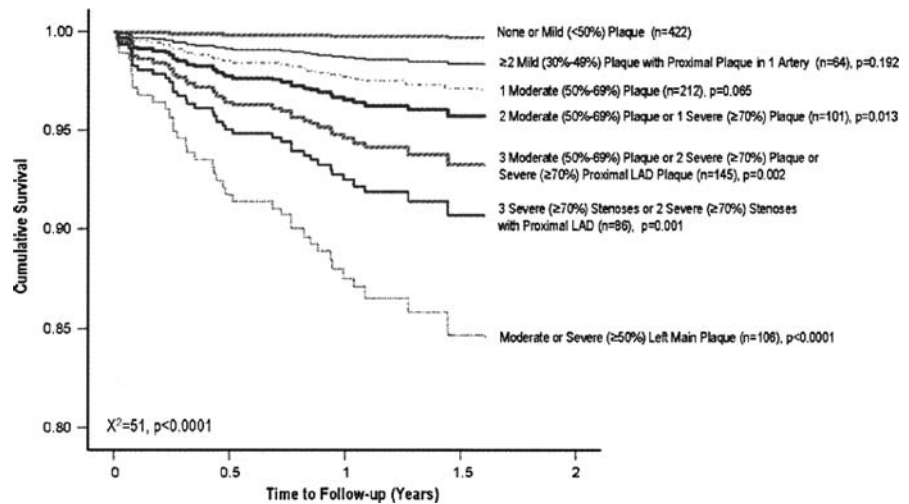 1.00
0.95
0.90
0.85
0.80
Cumulative Survival
None or Mild (<50%) Plaque (n=422)
≥2 Mild (30%-49%) Plaque with Proximal Plaque in 1 Artery (n=64), p=0.192
1 Moderate (50%-69%) Plaque (n=212), p=0.065
2 Moderate (50%-69%) Plaque or 1 Severe (≥70%) Plaque (n=101), p=0.013
3 Moderate (50%-69%) Plaque or 2 Severe (≥70%) Plaque or
Severe (≥70%) Proximal LAD Plaque (n=145), p=0.002
3 Severe (≥70%) Stenoses or 2 Severe (≥70%) Stenoses
with Proximal LAD (n=86), p=0.001
Moderate or Severe (≥50%) Left Main Plaque (n=106), p<0.0001
X²=51, p<0.0001
0 0.5 1 1.5 2
Time to Follow-up (Years)